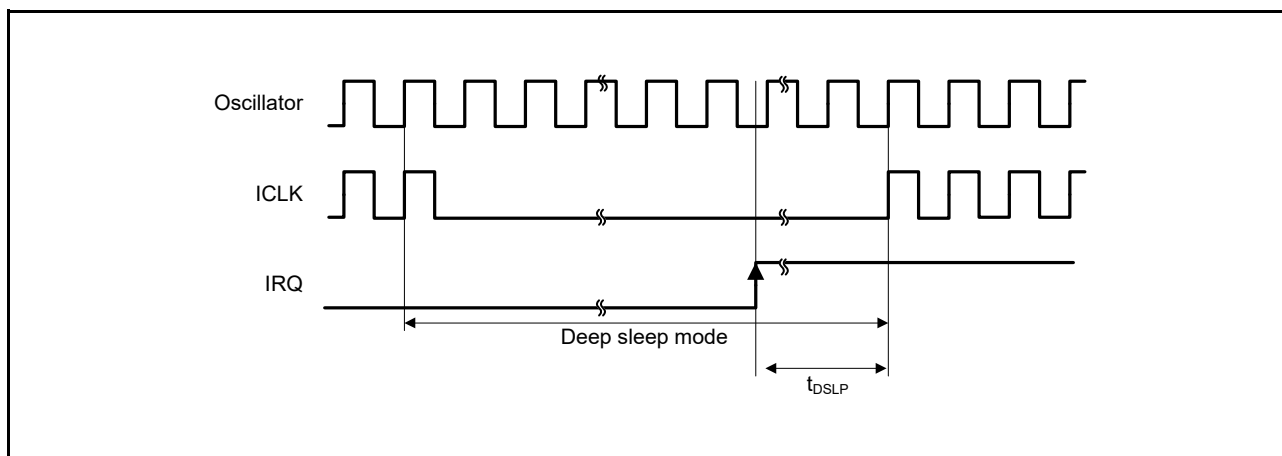 Oscillator
ICLK
IRQ
Deep sleep mode
tDSLP